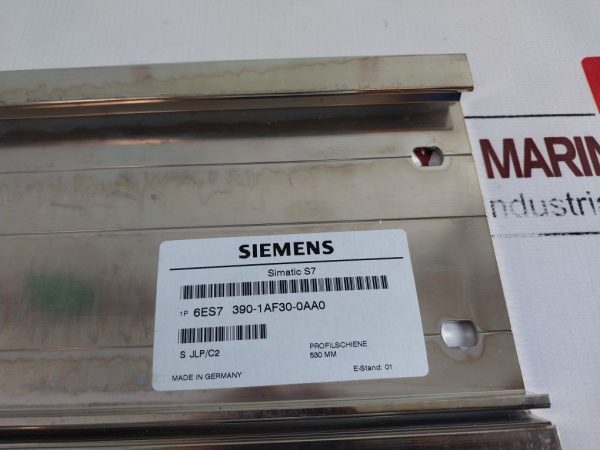 MARIN
ndustria
SIEMENS
Simatic S7
1P 6ES7 390-1AF30-0AA0
S JLP/C2
PROFILSCHIENE
530 MM
MADE IN GERMANY
E-Stand: 01